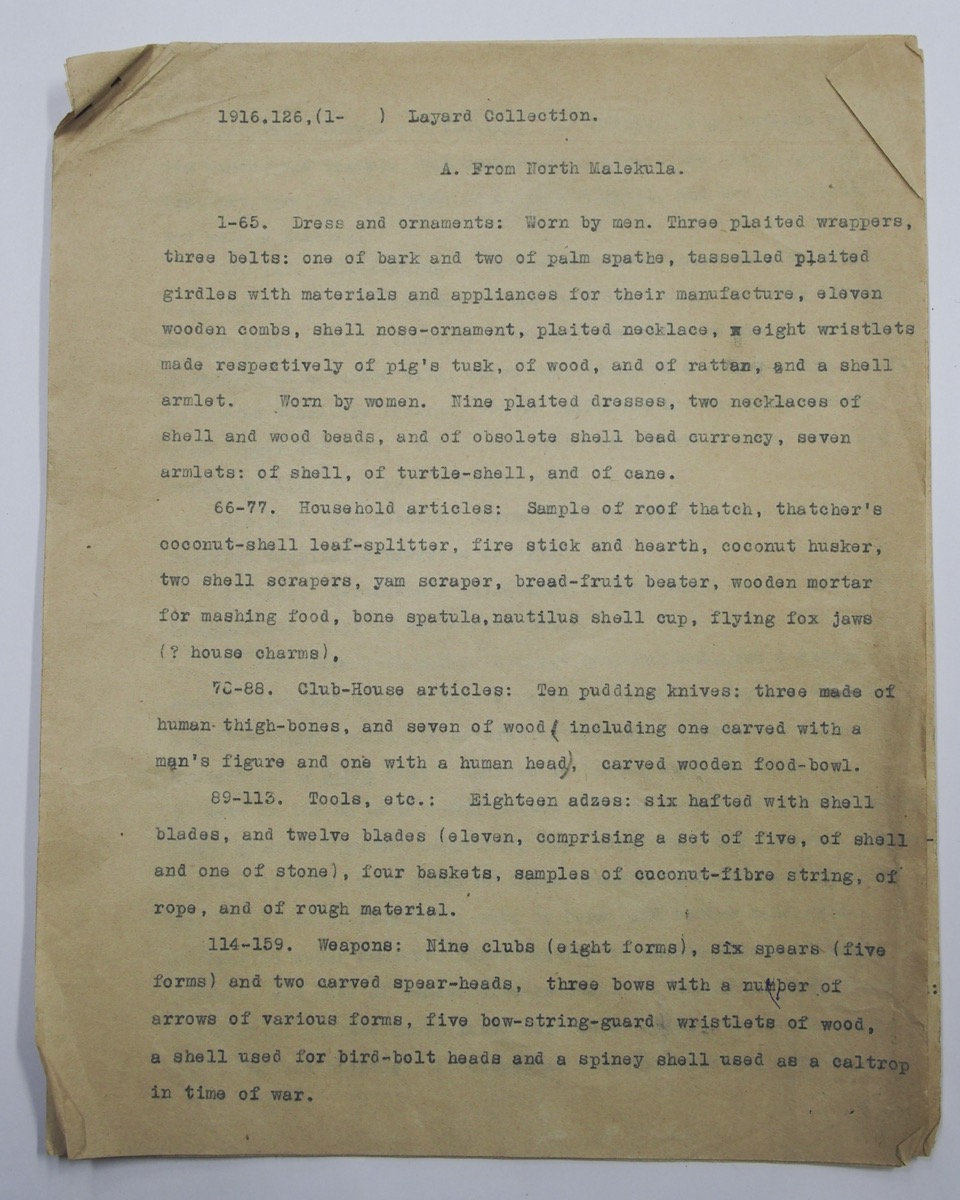 1916.126,(1-   )  Layard Collection.
A. From North Malekula.
1-65.  Dress and ornaments:  Worn by men. Three plaited wrappers,
three belts: one of bark and two of palm spathe, tasselled plaited
girdles with materials and appliances for their manufacture, eleven
wooden combs, shell nose-ornament, plaited necklace, x eight wristlets
made respectively of pig's tusk, of wood, and of rattan, and a shell
armlet.   Worn by women.  Nine plaited dresses, two necklaces of
shell and wood beads, and of obsolete shell bead currency, seven
armlets: of shell, of turtle-shell, and of cane.
66-77.  Household articles:  Sample of roof thatch, thatcher's
coconut-shell leaf-splitter, fire stick and hearth, coconut husker,
two shell scrapers, yam scraper, bread-fruit beater, wooden mortar
for mashing food, bone spatula,nautilus shell cup, flying fox jaws
(? house charms).
78-88.  Club-House articles:  Ten pudding knives: three made of
human thigh-bones, and seven of wood( including one carved with a
man's figure and one with a human head),  carved wooden food-bowl.
89-113.  Tools, etc.:   Eighteen adzes: six hafted with shell
blades, and twelve blades (eleven, comprising a set of five, of shell -
and one of stone), four baskets, samples of cuconut-fibre string, of
rope, and of rough material.
114-159.  Weapons:  Nine clubs (eight forms), six spears (five
forms) and two carved spear-heads,  three bows with a number of
arrows of various forms, five bow-string-guard  wristlets of wood,
a shell used for bird-bolt heads and a spiney shell used as a caltrop
in time of war.